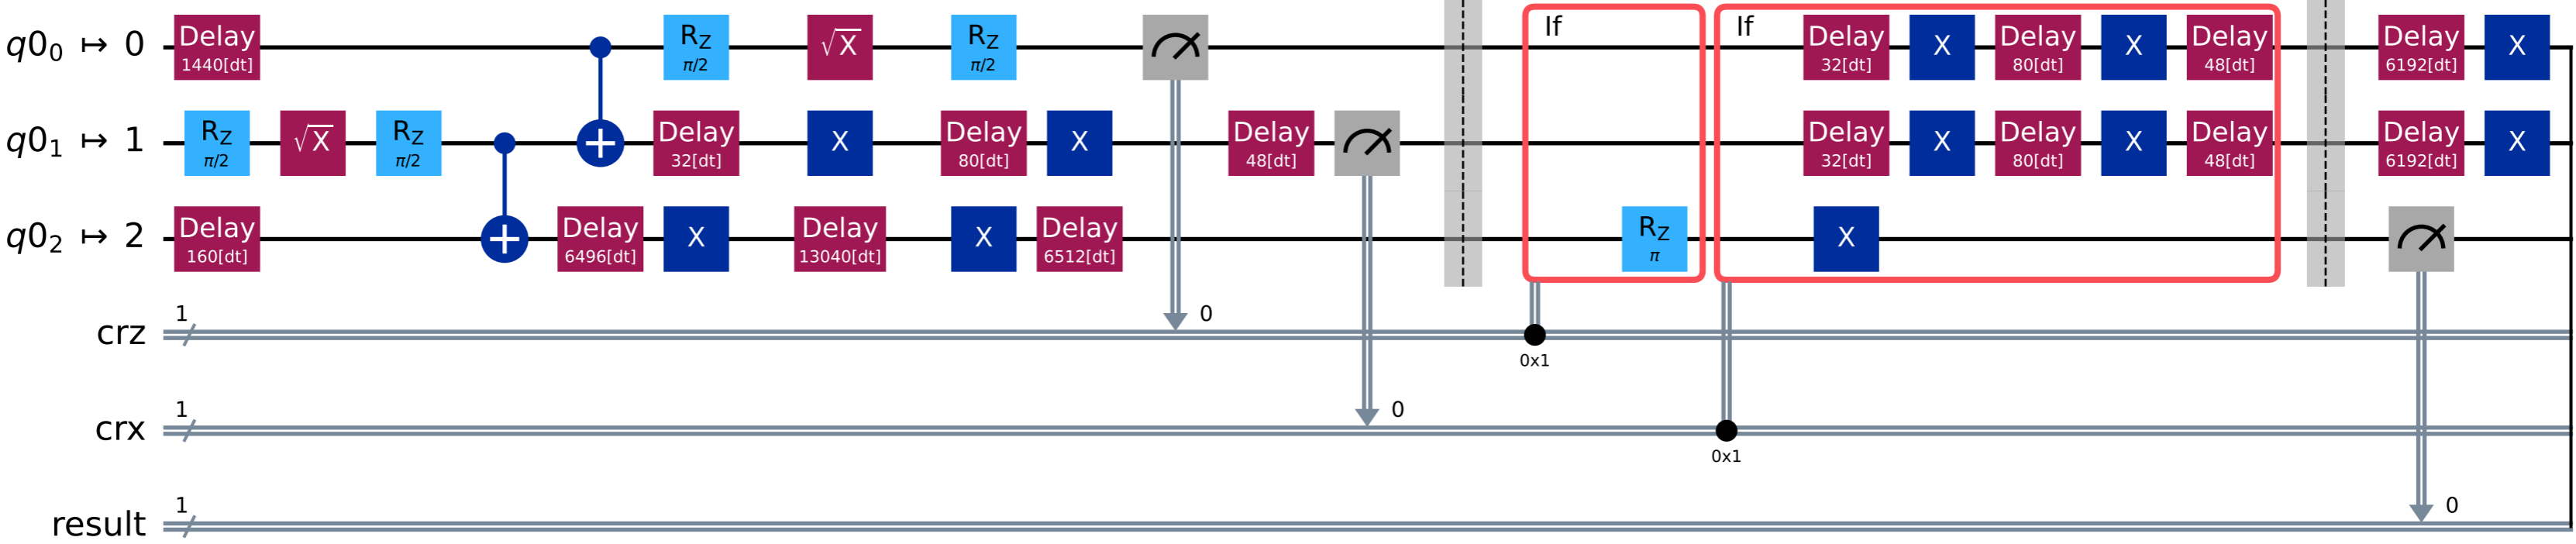 q0₀ ↦ 0 Delay 1440[dt] R_Z π/2 √X R_Z π/2 If If Delay 32[dt] X Delay 80[dt] X Delay 48[dt] Delay 6192[dt] X
q0₁ ↦ 1 R_Z π/2 √X R_Z π/2 Delay 32[dt] X Delay 80[dt] X Delay 48[dt] Delay 32[dt] X Delay 80[dt] X Delay 48[dt] Delay 6192[dt] X
q0₂ ↦ 2 Delay 160[dt] Delay 6496[dt] X Delay 13040[dt] X Delay 6512[dt] R_Z π X
crz 1 0 0x1
crx 1 0 0x1
result 1 0